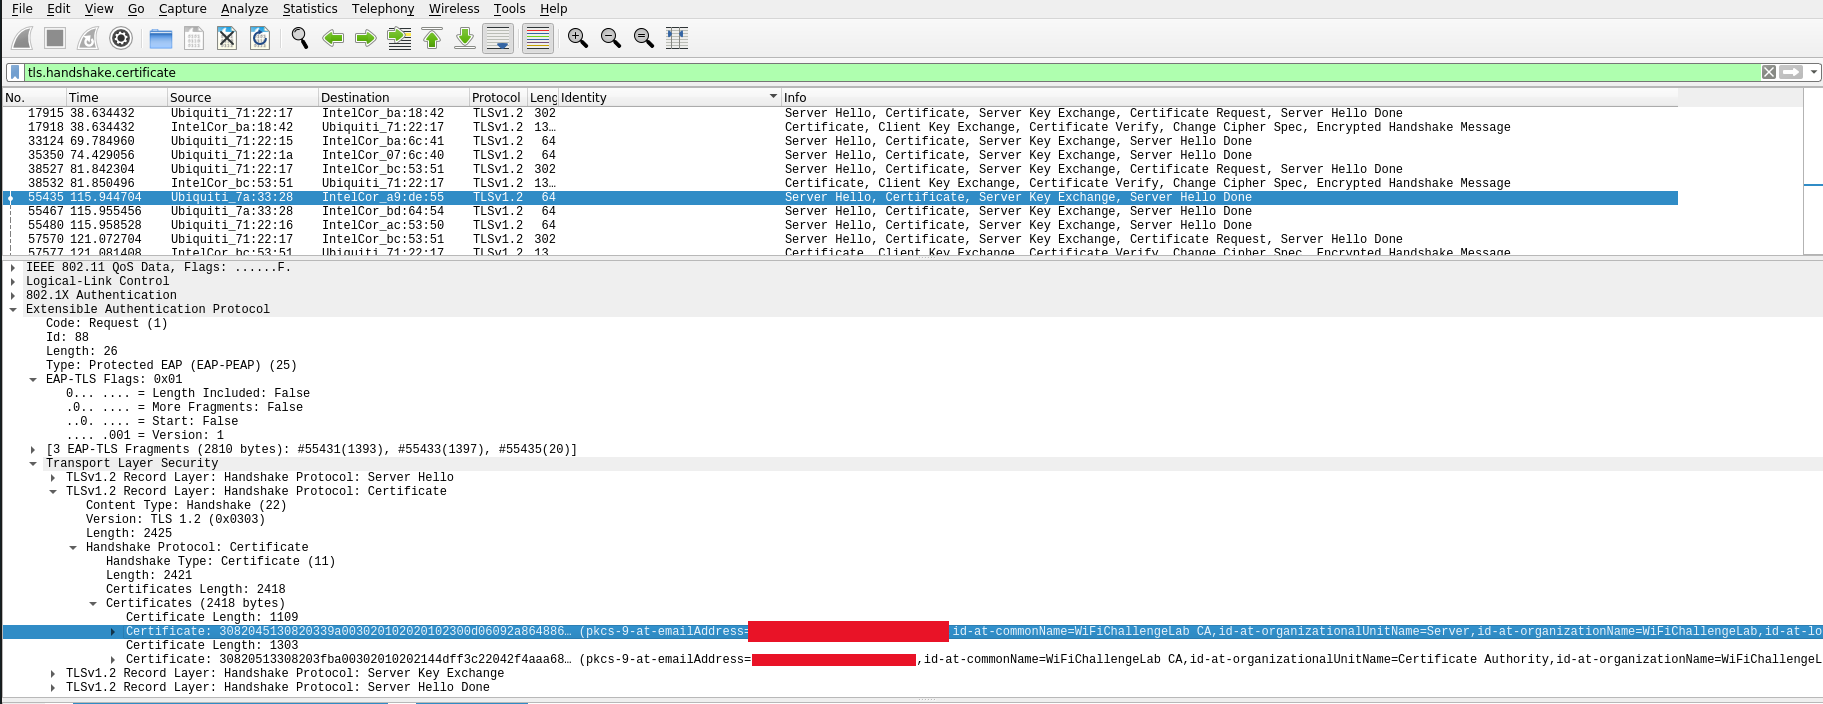 File Edit View Go Capture Analyze Statistics Telephony Wireless Tools Help
tls.handshake.certificate
No. Time Source Destination Protocol Leng Identity Info
17915 38.634432 Ubiquiti_71:22:17 IntelCor_ba:18:42 TLSv1.2 302 Server Hello, Certificate, Server Key Exchange, Certificate Request, Server Hello Done
17918 38.634432 IntelCor_ba:18:42 Ubiquiti_71:22:17 TLSv1.2 13… Certificate, Client Key Exchange, Certificate Verify, Change Cipher Spec, Encrypted Handshake Message
33124 69.784960 Ubiquiti_71:22:15 IntelCor_ba:6c:41 TLSv1.2 64 Server Hello, Certificate, Server Key Exchange, Server Hello Done
35350 74.429056 Ubiquiti_71:22:1a IntelCor_07:6c:40 TLSv1.2 64 Server Hello, Certificate, Server Key Exchange, Server Hello Done
38527 81.842304 Ubiquiti_71:22:17 IntelCor_bc:53:51 TLSv1.2 302 Server Hello, Certificate, Server Key Exchange, Certificate Request, Server Hello Done
38532 81.850496 IntelCor_bc:53:51 Ubiquiti_71:22:17 TLSv1.2 13… Certificate, Client Key Exchange, Certificate Verify, Change Cipher Spec, Encrypted Handshake Message
55435 115.944704 Ubiquiti_7a:33:28 IntelCor_a9:de:55 TLSv1.2 64 Server Hello, Certificate, Server Key Exchange, Server Hello Done
55467 115.955456 Ubiquiti_7a:33:28 IntelCor_bd:64:54 TLSv1.2 64 Server Hello, Certificate, Server Key Exchange, Server Hello Done
55480 115.958528 Ubiquiti_71:22:16 IntelCor_ac:53:50 TLSv1.2 64 Server Hello, Certificate, Server Key Exchange, Server Hello Done
57570 121.072704 Ubiquiti_71:22:17 IntelCor_bc:53:51 TLSv1.2 302 Server Hello, Certificate, Server Key Exchange, Certificate Request, Server Hello Done
57577 121.081408 IntelCor_bc:53:51 Ubiquiti_71:22:17 TLSv1.2 13 Certificate, Client Key Exchange, Certificate Verify, Change Cipher Spec, Encrypted Handshake Message
IEEE 802.11 QoS Data, Flags: ......F.
Logical-Link Control
802.1X Authentication
Extensible Authentication Protocol
Code: Request (1)
Id: 88
Length: 26
Type: Protected EAP (EAP-PEAP) (25)
EAP-TLS Flags: 0x01
0... .... = Length Included: False
.0.. .... = More Fragments: False
..0. .... = Start: False
.... .001 = Version: 1
[3 EAP-TLS Fragments (2810 bytes): #55431(1393), #55433(1397), #55435(20)]
Transport Layer Security
TLSv1.2 Record Layer: Handshake Protocol: Server Hello
TLSv1.2 Record Layer: Handshake Protocol: Certificate
Content Type: Handshake (22)
Version: TLS 1.2 (0x0303)
Length: 2425
Handshake Protocol: Certificate
Handshake Type: Certificate (11)
Length: 2421
Certificates Length: 2418
Certificates (2418 bytes)
Certificate Length: 1109
Certificate: 3082045130820339a003020102020102300d06092a864886… (pkcs-9-at-emailAddress= id-at-commonName=WiFiChallengeLab CA,id-at-organizationalUnitName=Server,id-at-organizationName=WiFiChallengeLab,id-at-lo
Certificate Length: 1303
Certificate: 30820513308203fba00302010202144dff3c22042f4aaa68… (pkcs-9-at-emailAddress= ,id-at-commonName=WiFiChallengeLab CA,id-at-organizationalUnitName=Certificate Authority,id-at-organizationName=WiFiChallengeL
TLSv1.2 Record Layer: Handshake Protocol: Server Key Exchange
TLSv1.2 Record Layer: Handshake Protocol: Server Hello Done